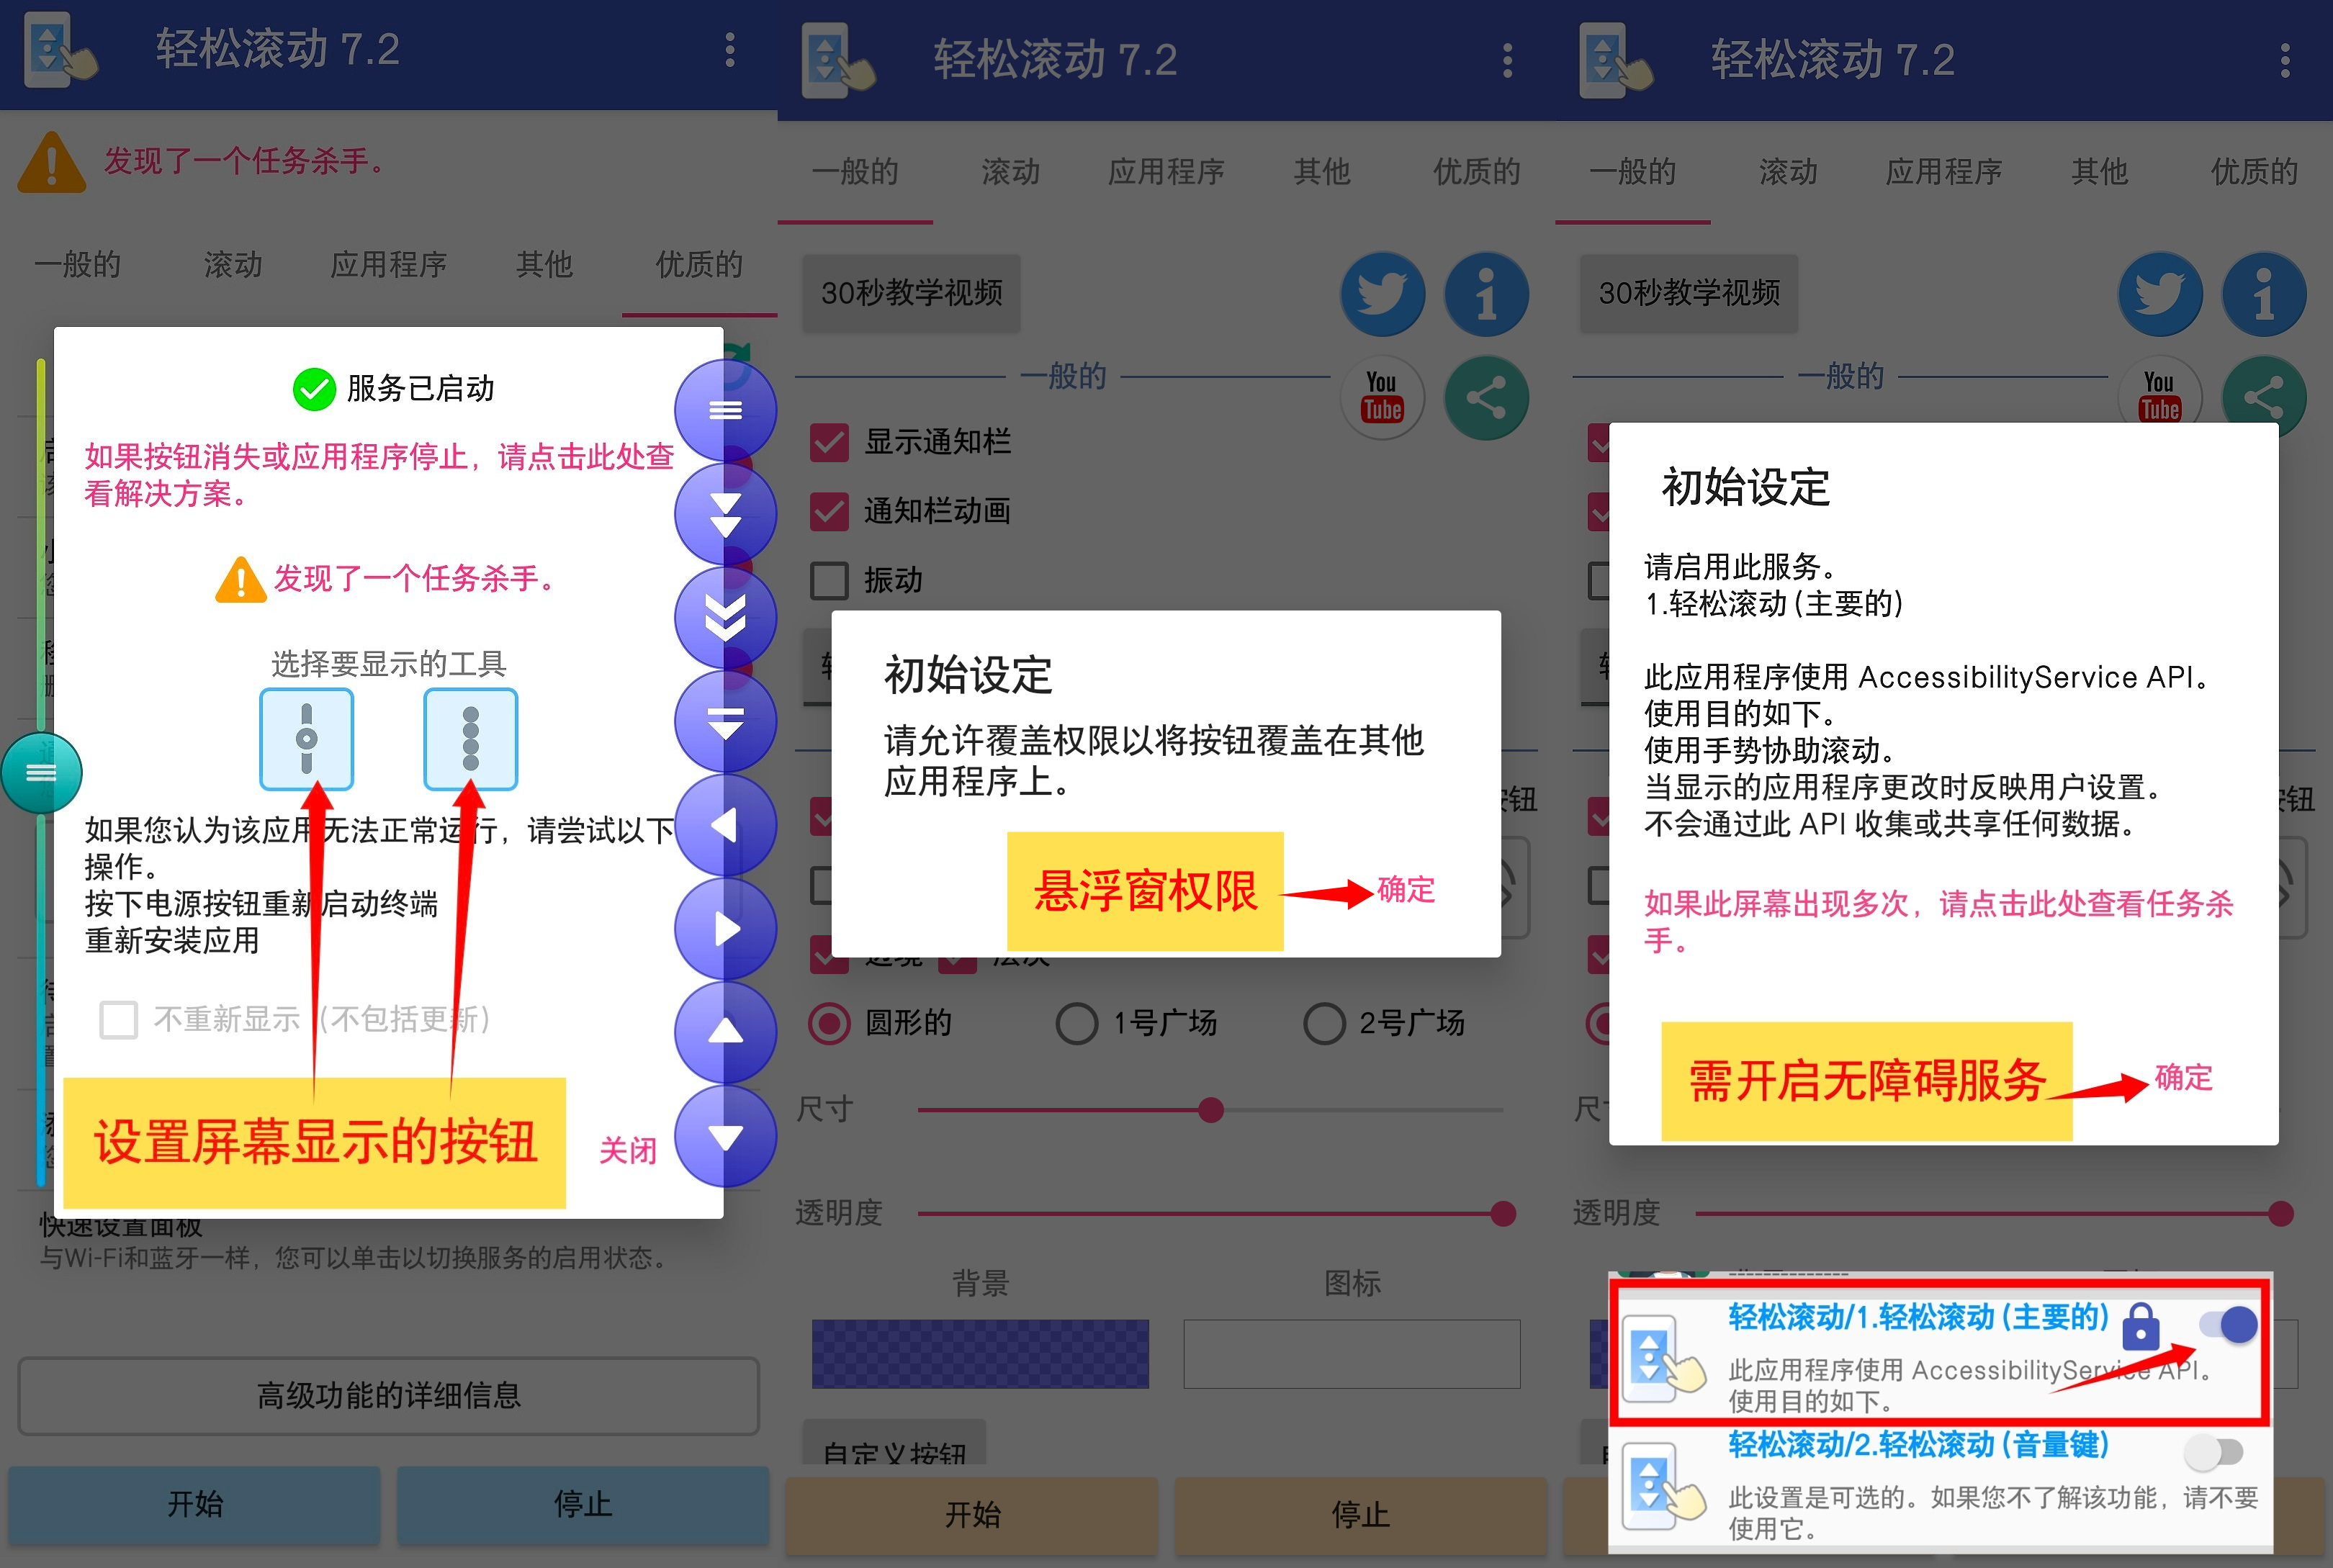 轻松滚动 7.2
发现了一个任务杀手。
一般的
滚动
应用程序
其他
优质的
服务已启动
如果按钮消失或应用程序停止，请点击此处查
看解决方案。
发现了一个任务杀手。
选择要显示的工具
如果您认为该应用无法正常运行，请尝试以下
操作。
按下电源按钮重新启动终端
重新安装应用
不重新显示（不包括更新）
设置屏幕显示的按钮
关闭
快速设置面板
与Wi-Fi和蓝牙一样，您可以单击以切换服务的启用状态。
高级功能的详细信息
开始
停止
轻松滚动 7.2
一般的
滚动
应用程序
其他
优质的
30秒教学视频
一般的
You
Tube
显示通知栏
通知栏动画
振动
初始设定
请允许覆盖权限以将按钮覆盖在其他
应用程序上。
悬浮窗权限
确定
圆形的
1号广场
2号广场
尺寸
透明度
背景
图标
自定义按钮
开始
停止
轻松滚动 7.2
一般的
滚动
应用程序
其他
优质的
30秒教学视频
一般的
You
Tube
初始设定
请启用此服务。
1.轻松滚动 (主要的)
此应用程序使用 AccessibilityService API。
使用目的如下。
使用手势协助滚动。
当显示的应用程序更改时反映用户设置。
不会通过此 API 收集或共享任何数据。
如果此屏幕出现多次，请点击此处查看任务杀
手。
需开启无障碍服务
确定
透明度
轻松滚动/1.轻松滚动 (主要的)
此应用程序使用 AccessibilityService API。
使用目的如下。
轻松滚动/2.轻松滚动 (音量键)
此设置是可选的。如果您不了解该功能，请不要
使用它。